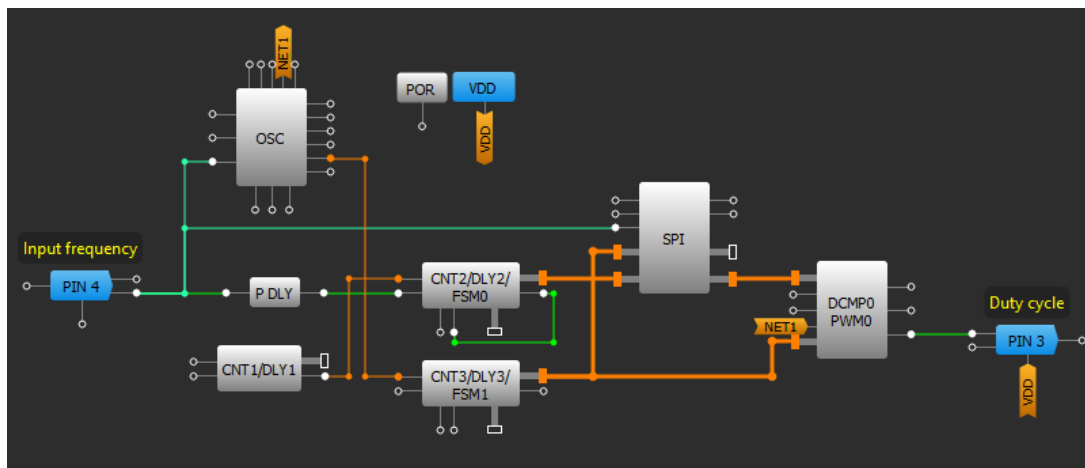 NET1
POR
VDD
OSC
VDD
SPI
Input frequency
PIN 4
P DLY
CNT2/DLY2/
FSM0
DCMP0
PWM0
Duty cycle
NET1
PIN 3
CNT1/DLY1
CNT3/DLY3/
FSM1
VDD